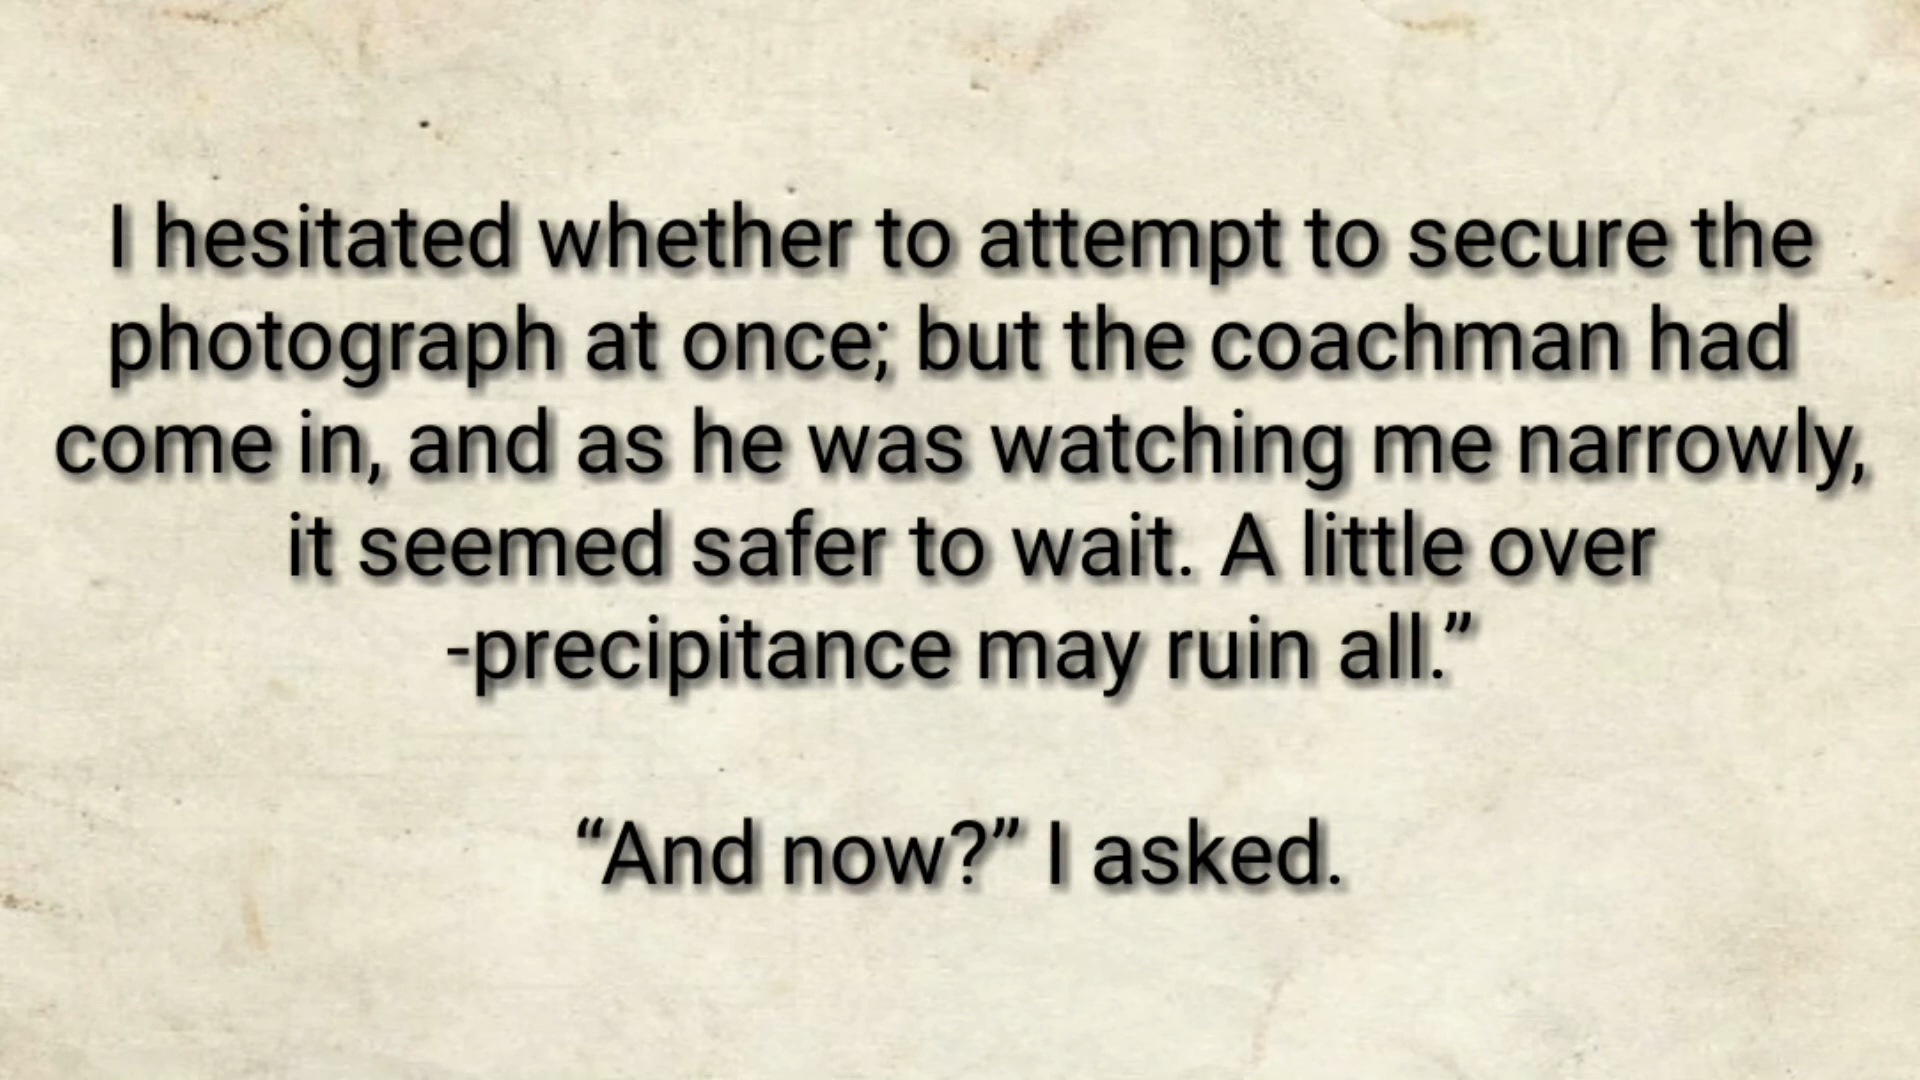 I hesitated whether to attempt to secure the
photograph at once; but the coachman had
come in, and as he was watching me narrowly,
it seemed safer to wait. A little over
-precipitance may ruin all.”
“And now?” I asked.